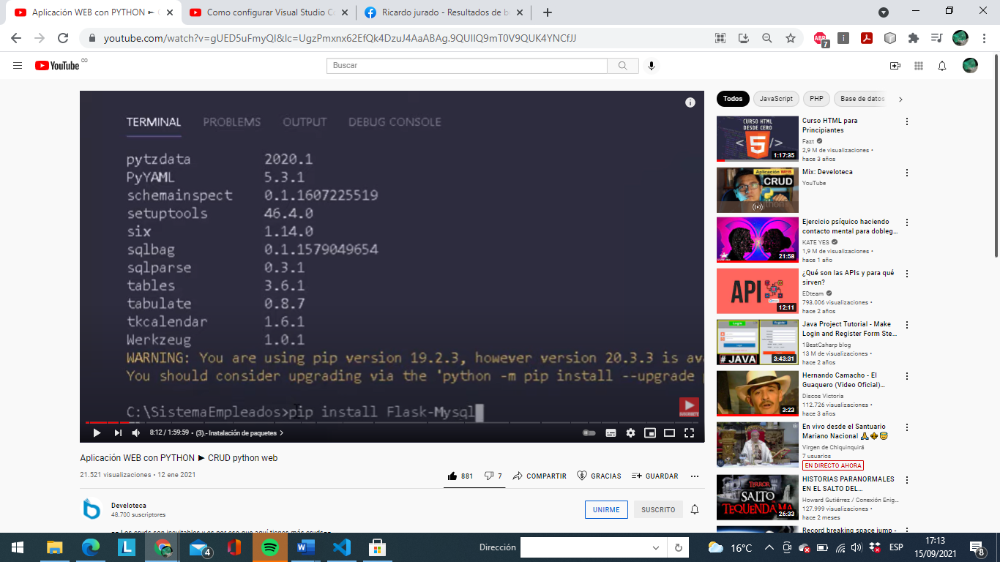 Aplicación WEB con PYTHON ►
Como configurar Visual Studio Co
Ricardo jurado - Resultados de b
youtube.com/watch?v=gUED5uFmyQI&lc=UgzPmxnx62EfQk4DzuJ4AaABAg.9QUlIQ9mT0V9QUK4YNCfJJ
ABP
7
YouTube
CO
Buscar
TERMINAL PROBLEMS OUTPUT DEBUG CONSOLE
pytzdata 2020.1
PyYAML 5.3.1
schemainspect 0.1.1607225519
setuptools 46.4.0
six 1.14.0
sqlbag 0.1.1579049654
sqlparse 0.3.1
tables 3.6.1
tabulate 0.8.7
tkcalendar 1.6.1
Werkzeug 1.0.1
WARNING: You are using pip version 19.2.3, however version 20.3.3 is ava
You should consider upgrading via the 'python -m pip install --upgrade p
C:\SistemaEmpleados>pip install Flask-Mysql
SUSCRIBETE
8:12 / 1:59:59 • (3).- Instalación de paquetes
Aplicación WEB con PYTHON ► CRUD python web
21.521 visualizaciones • 12 ene 2021
881
7
COMPARTIR
GRACIAS
GUARDAR
Develoteca
48.700 suscriptores
UNIRME
SUSCRITO
Todos
JavaScript
PHP
Base de datos
CURSO HTML
DESDE CERO
5
1:17:35
Curso HTML para
Principiantes
Fazt
2,9 M de visualizaciones •
hace 3 años
Aplicación WEB
CRUD
Mix: Develoteca
YouTube
21:58
Ejercicio psíquico haciendo
contacto mental para dobleg...
KATE YES
1,9 M de visualizaciones •
hace 1 año
API
12:11
¿Qué son las APIs y para qué
sirven?
EDteam
793.006 visualizaciones •
hace 2 años
# JAVA
3:43:31
Java Project Tutorial - Make
Login and Register Form Ste...
1BestCsharp blog
13 M de visualizaciones •
hace 2 años
3:23
Hernando Camacho - El
Guaquero (Video Oficial)...
Discos Victoria
112.726 visualizaciones •
hace 3 años
En vivo desde el Santuario
Mariano Nacional
Virgen de Chiquinquirá
7 usuarios
EN DIRECTO AHORA
TERROR
SALTO
TEQUENDAMA
26:33
HISTORIAS PARANORMALES
EN EL SALTO DEL...
Howard Gutiérrez / Conexión Enig...
127.999 visualizaciones •
hace 2 meses
Record breaking space jump -
L
4
W
Dirección
16°C
ESP
17:13
15/09/2021
8